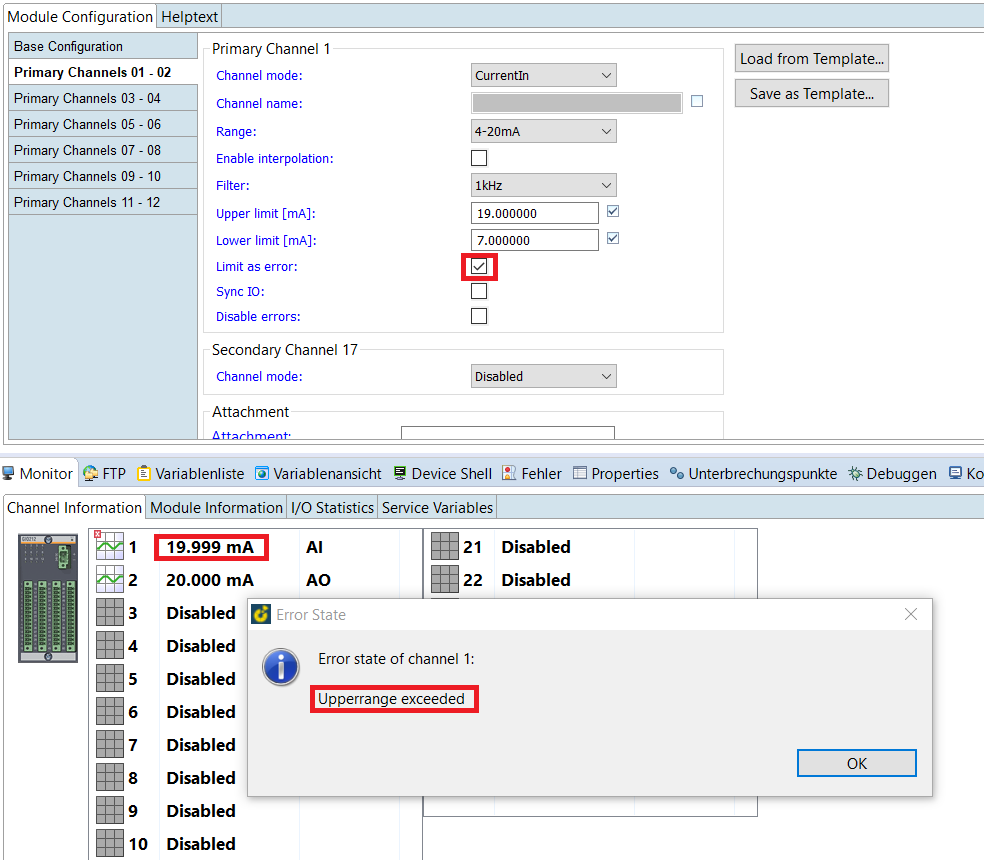 Module Configuration Helptext
Base Configuration
Primary Channels 01 - 02
Primary Channels 03 - 04
Primary Channels 05 - 06
Primary Channels 07 - 08
Primary Channels 09 - 10
Primary Channels 11 - 12
Primary Channel 1
Channel mode: CurrentIn
Channel name:
Range: 4-20mA
Enable interpolation:
Filter: 1kHz
Upper limit [mA]: 19.000000
Lower limit [mA]: 7.000000
Limit as error:
Sync IO:
Disable errors:
Secondary Channel 17
Channel mode: Disabled
Attachment
Attachment:
Load from Template...
Save as Template...
Monitor FTP Variablenliste Variablenansicht Device Shell Fehler Properties Unterbrechungspunkte Debuggen Ko
Channel Information Module Information I/O Statistics Service Variables
GIO212
1 19.999 mA AI
2 20.000 mA AO
3 Disabled
4 Disabled
5 Disabled
6 Disabled
7 Disabled
8 Disabled
9 Disabled
10 Disabled
21 Disabled
22 Disabled
Error State
Error state of channel 1:
Upperrange exceeded
OK